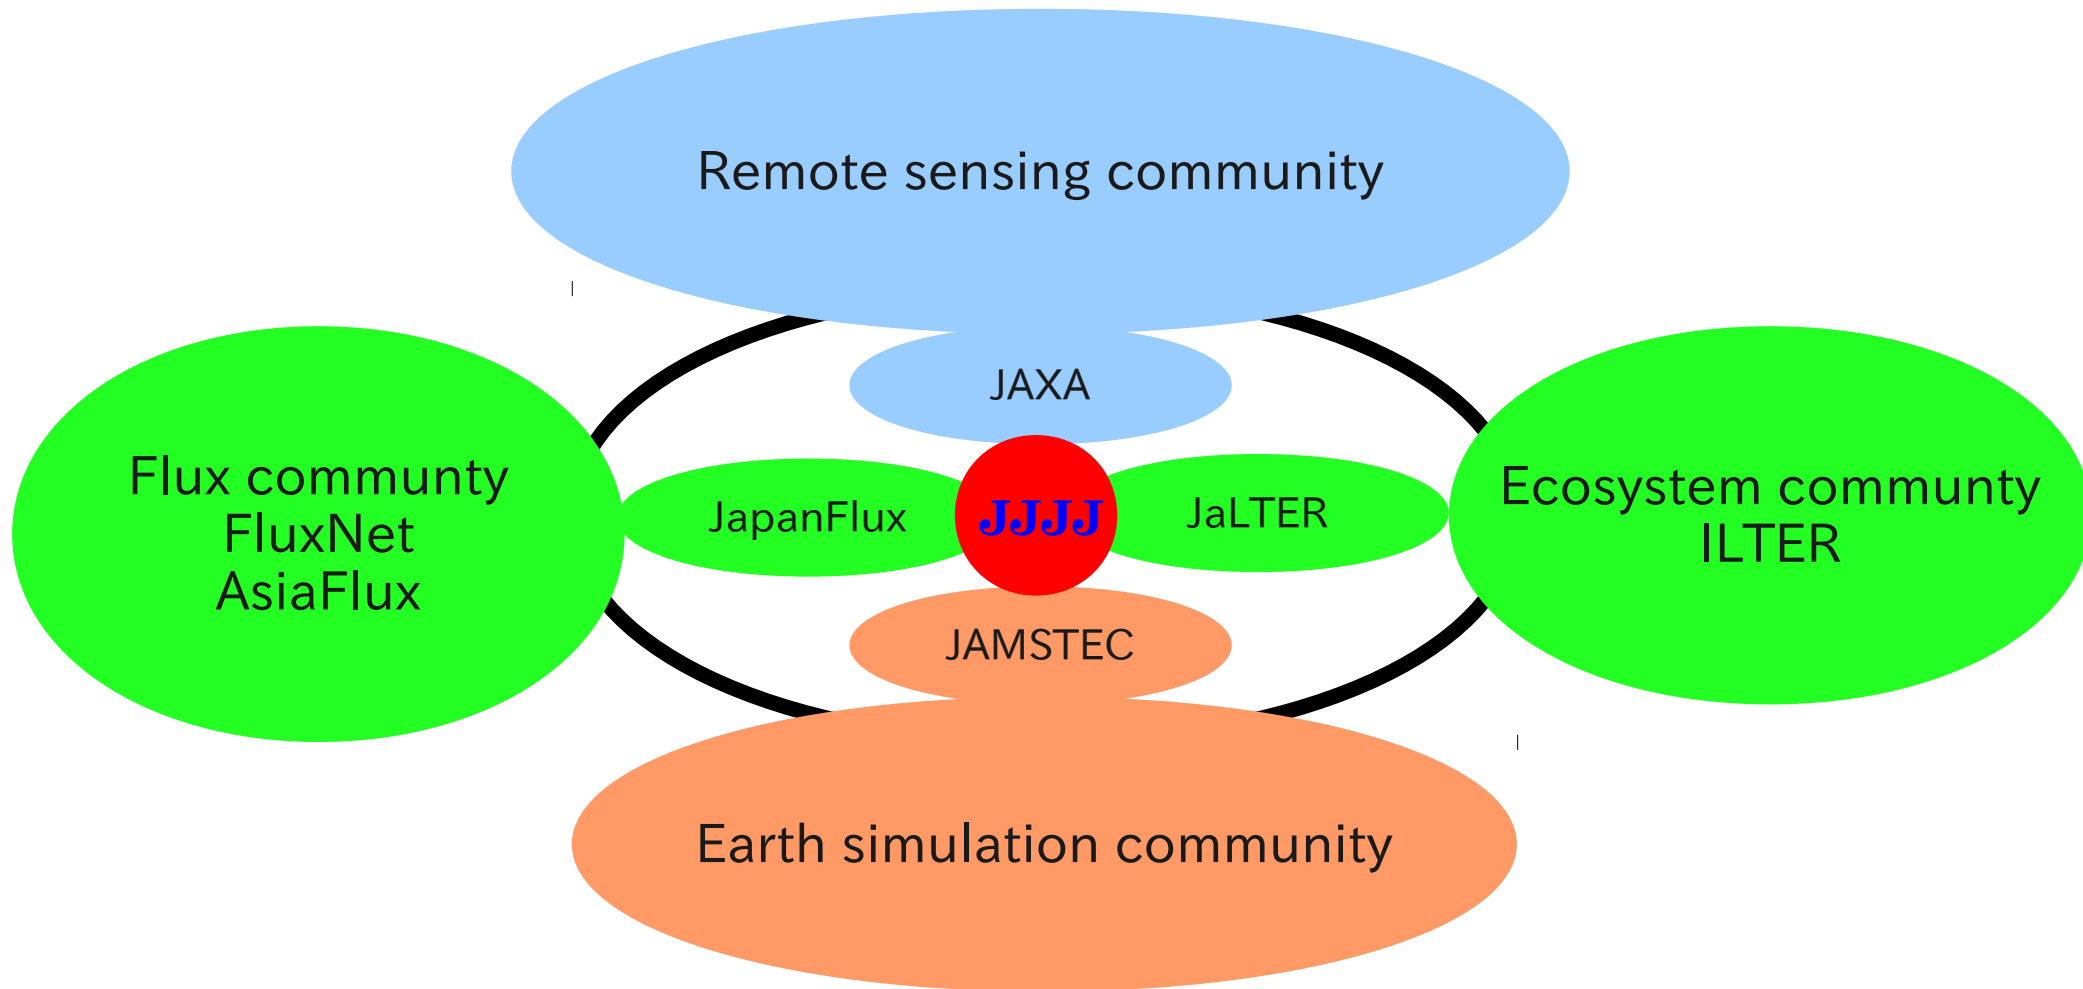 Remote sensing community
JAXA
Flux communty
FluxNet
AsiaFlux
JapanFlux
JJJJ
JaLTER
Ecosystem communty
ILTER
JAMSTEC
Earth simulation community